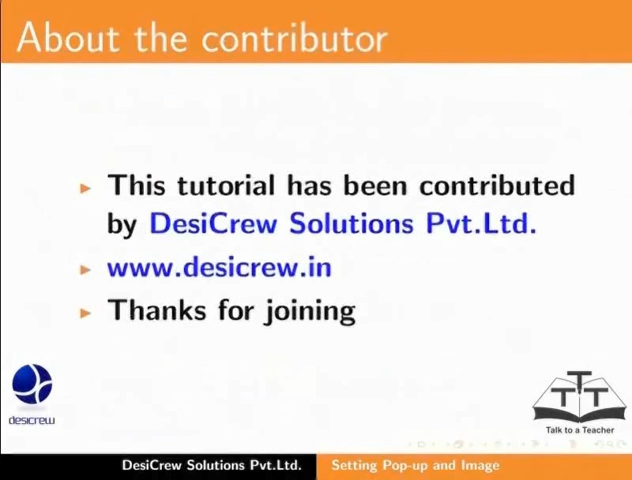 About the contributor
This tutorial has been contributed
by DesiCrew Solutions Pvt.Ltd.
www.desicrew.in
Thanks for joining
desicrew
TTT
Talk to a Teacher
DesiCrew Solutions Pvt.Ltd. Setting Pop-up and Image